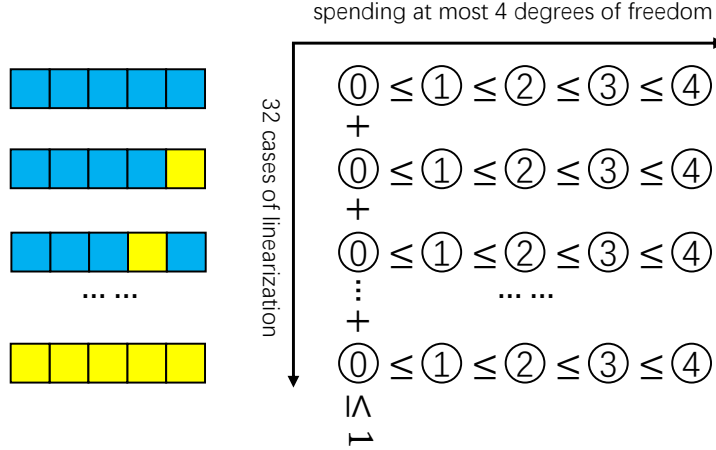 spending at most 4 degrees of freedom
32 cases of linearization
⓪ ≤ ① ≤ ② ≤ ③ ≤ ④
+
⓪ ≤ ① ≤ ② ≤ ③ ≤ ④
+
⓪ ≤ ① ≤ ② ≤ ③ ≤ ④
... ...
⋮
... ...
+
⓪ ≤ ① ≤ ② ≤ ③ ≤ ④
≤ 1